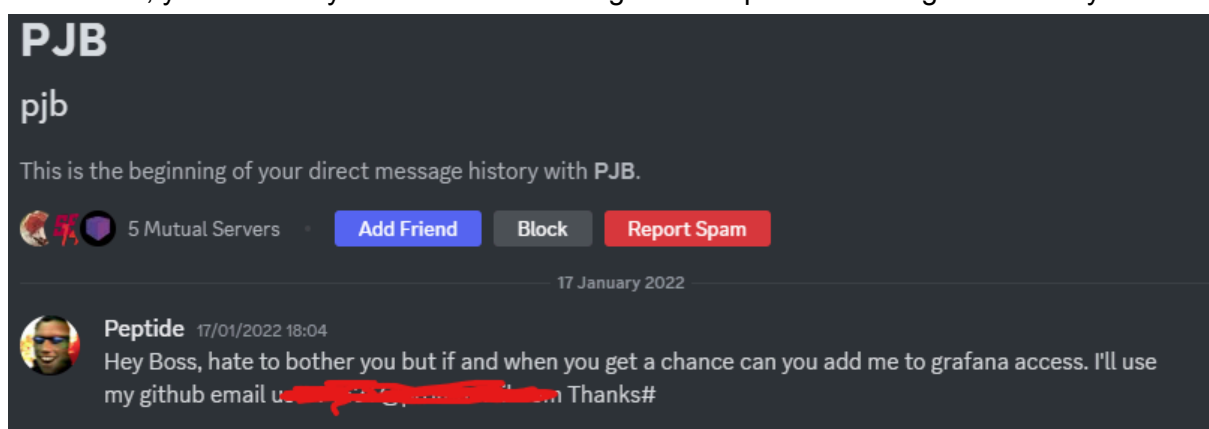 PJB
pjb
This is the beginning of your direct message history with PJB.
5 Mutual Servers Add Friend Block Report Spam
17 January 2022
Peptide 17/01/2022 18:04
Hey Boss, hate to bother you but if and when you get a chance can you add me to grafana access. I'll use
my github email Thanks#